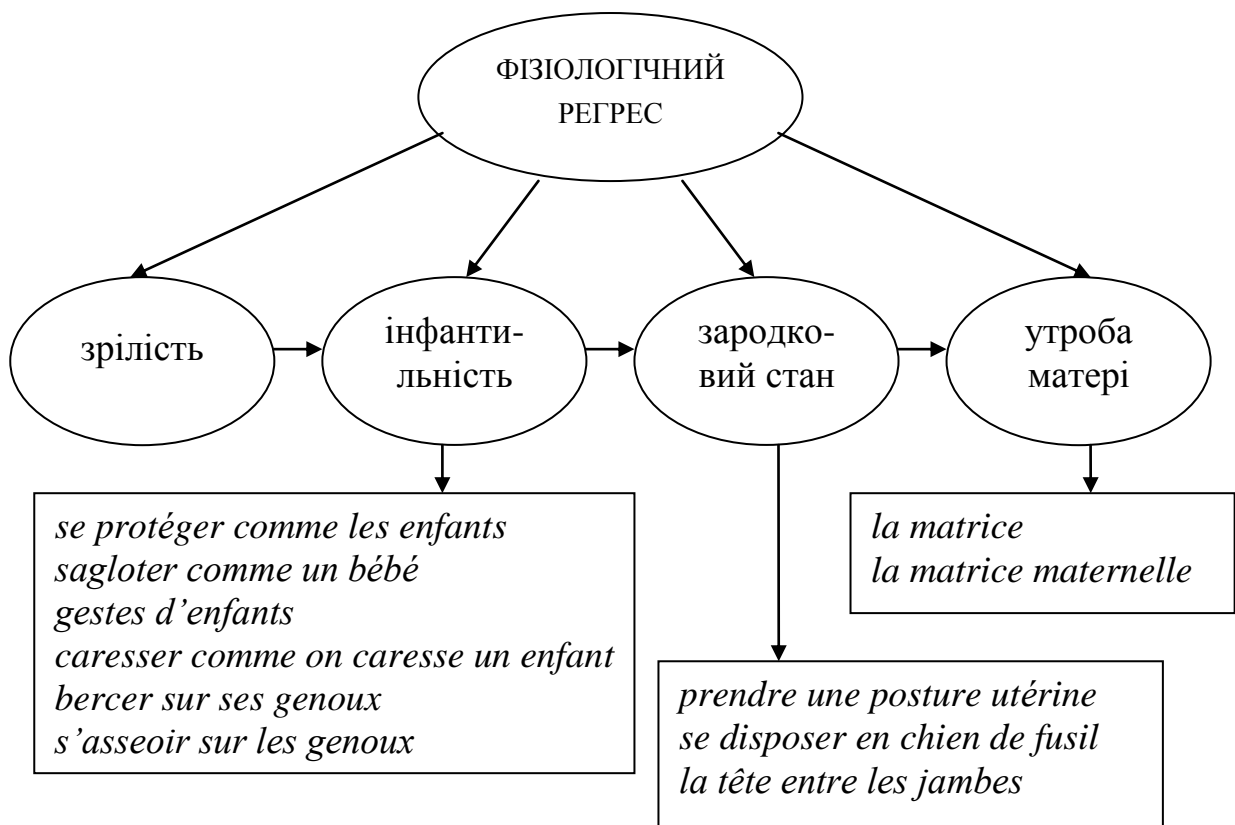 ФІЗІОЛОГІЧНИЙ
РЕГРЕС
зрілість
інфанти-
льність
зародко-
вий стан
утроба
матері
se protéger comme les enfants
sagloter comme un bébé
gestes d’enfants
caresser comme on caresse un enfant
bercer sur ses genoux
s’asseoir sur les genoux
la matrice
la matrice maternelle
prendre une posture utérine
se disposer en chien de fusil
la tête entre les jambes